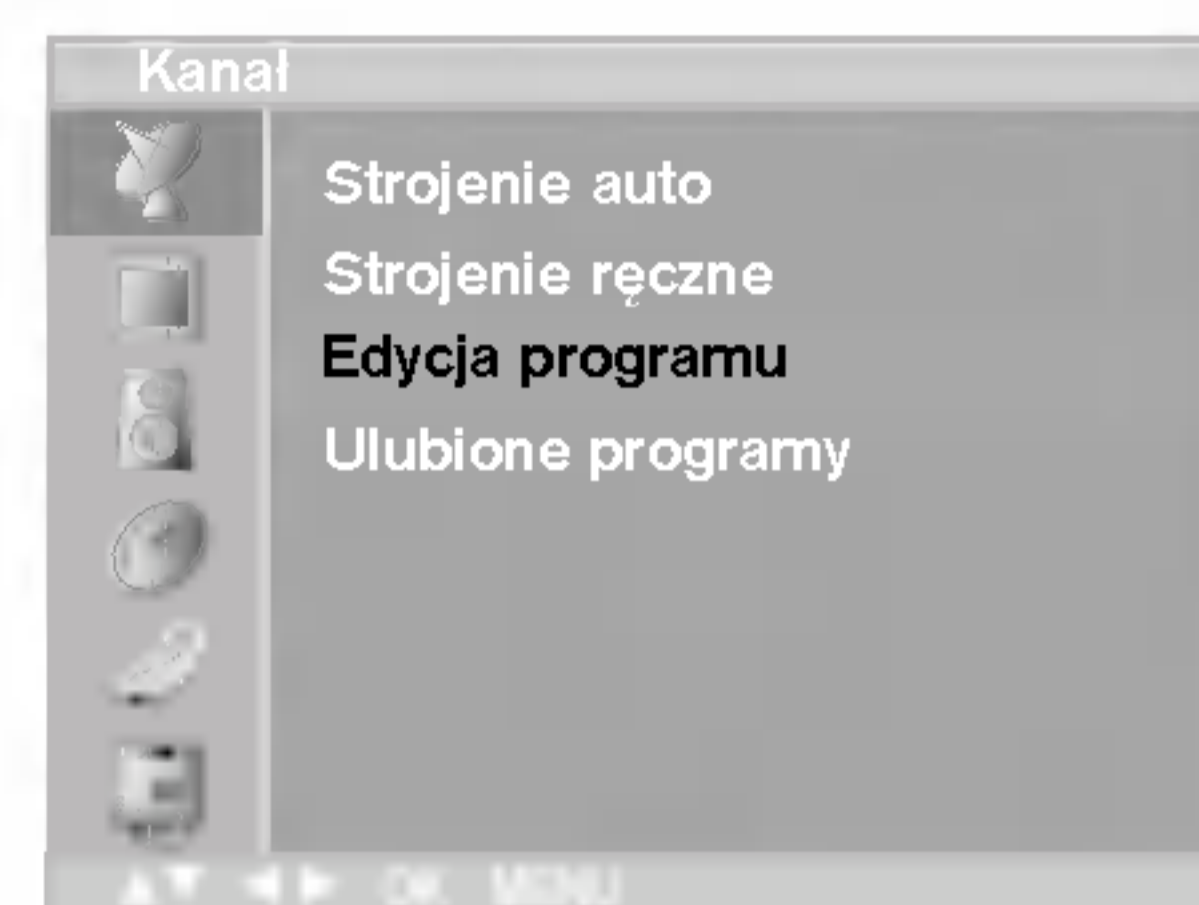 Kanał
Strojenie auto
Strojenie ręczne
Edycja programu
Ulubione programy
▲▼ ◀ ▶ OK MENU